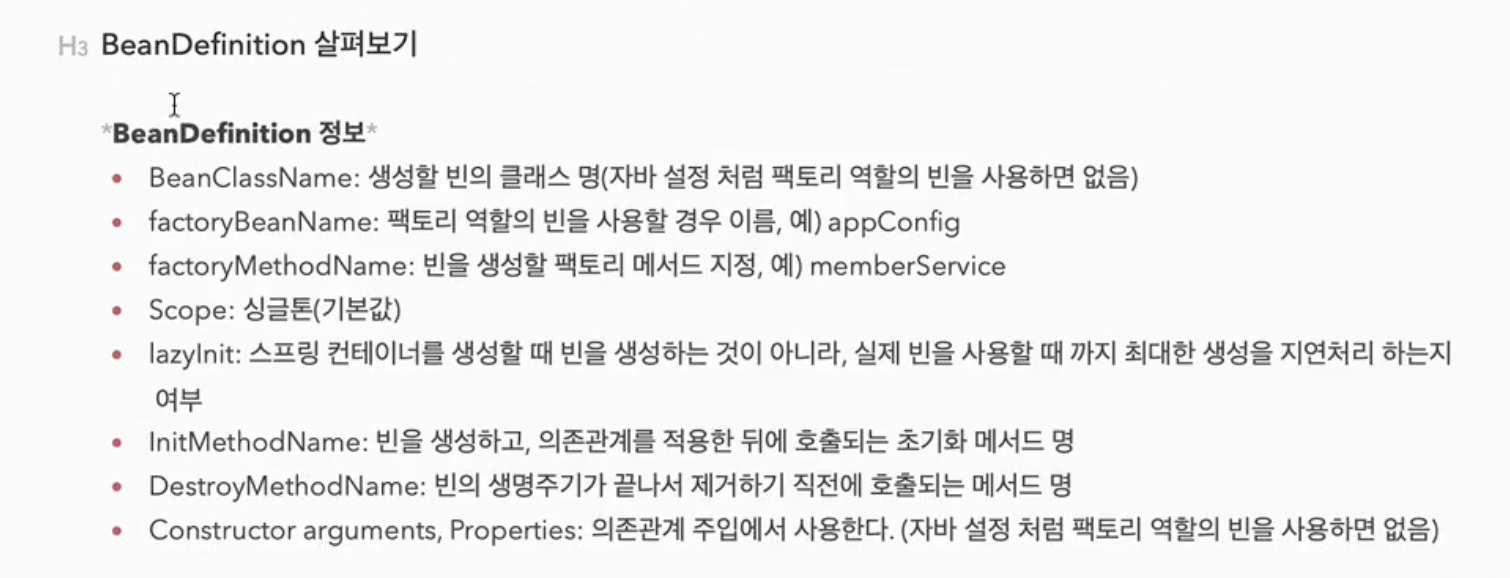 H3 BeanDefinition 살펴보기
*BeanDefinition 정보*
• BeanClassName: 생성할 빈의 클래스 명(자바 설정 처럼 팩토리 역할의 빈을 사용하면 없음)
• factoryBeanName: 팩토리 역할의 빈을 사용할 경우 이름, 예) appConfig
• factoryMethodName: 빈을 생성할 팩토리 메서드 지정, 예) memberService
• Scope: 싱글톤(기본값)
• lazyInit: 스프링 컨테이너를 생성할 때 빈을 생성하는 것이 아니라, 실제 빈을 사용할 때 까지 최대한 생성을 지연처리 하는지
여부
• InitMethodName: 빈을 생성하고, 의존관계를 적용한 뒤에 호출되는 초기화 메서드 명
• DestroyMethodName: 빈의 생명주기가 끝나서 제거하기 직전에 호출되는 메서드 명
• Constructor arguments, Properties: 의존관계 주입에서 사용한다. (자바 설정 처럼 팩토리 역할의 빈을 사용하면 없음)